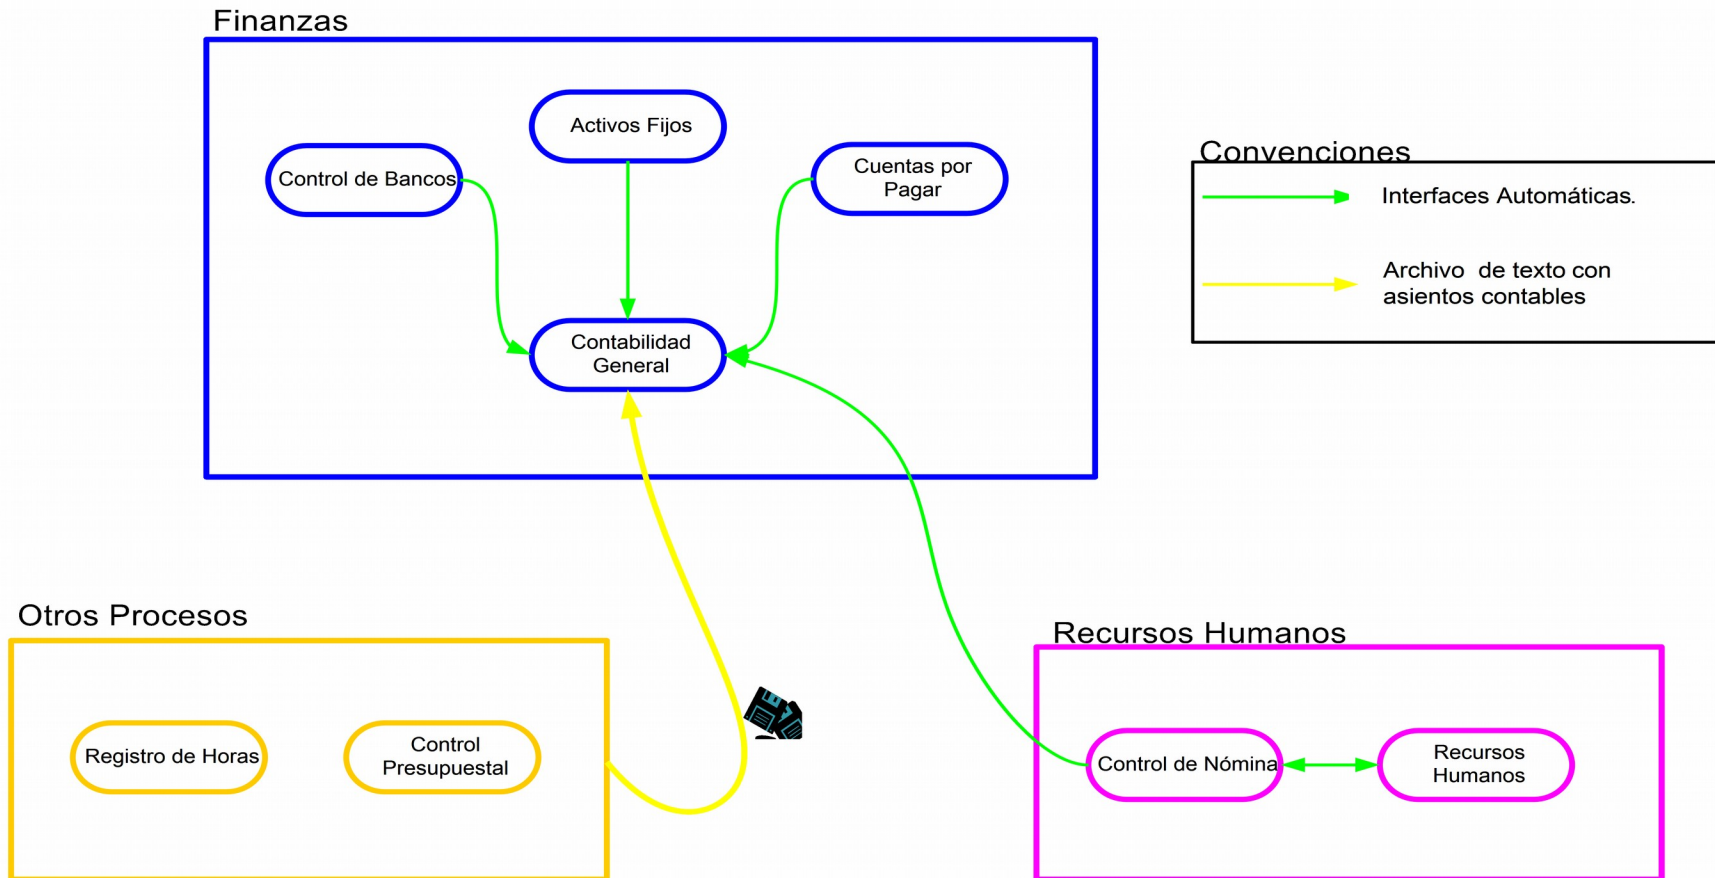 Finanzas
Activos Fijos
Control de Bancos
Cuentas por
Pagar
Contabilidad
General
Convenciones
Interfaces Automáticas.
Archivo de texto con
asientos contables
Otros Procesos
Registro de Horas
Control
Presupuestal
Recursos Humanos
Control de Nómina
Recursos
Humanos